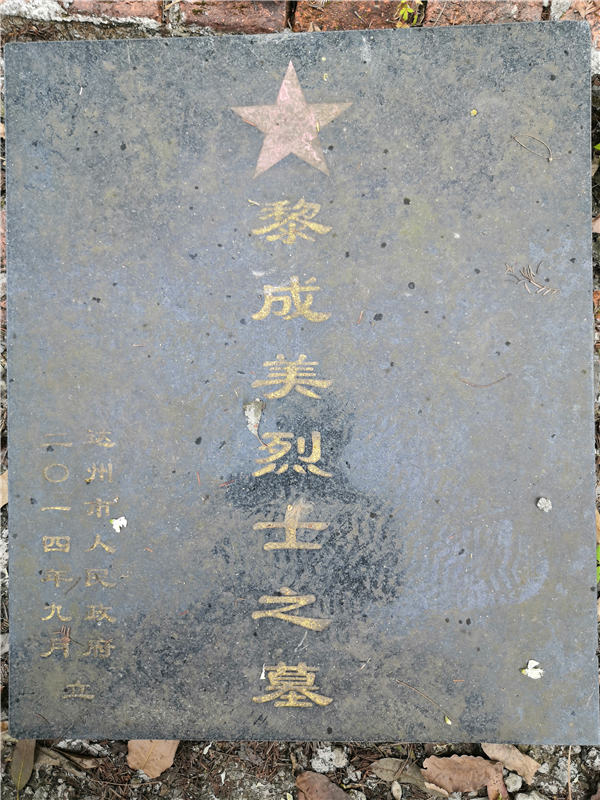 黎成美烈士之墓
达州市人民政府
二〇一四年九月
立